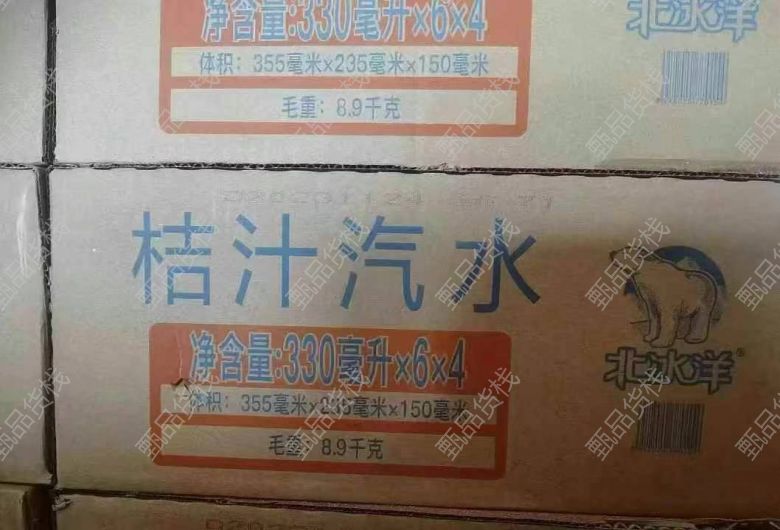 净含量:330毫升×6×4
北冰洋
体积：355毫米×235毫米×150毫米
毛重：8.9千克
桔汁汽水
净含量:330毫升×6×4
体积：355毫米×235毫米×150毫米
毛重：8.9千克
北冰洋®
甄品货栈